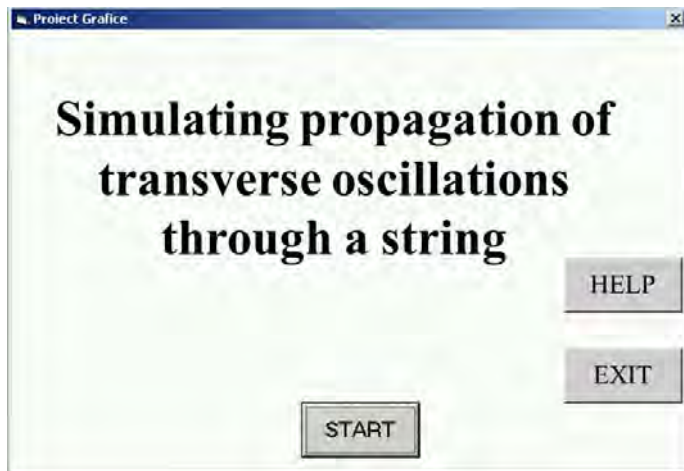 Proiect Grafice
Simulating propagation of
transverse oscillations
through a string
HELP
EXIT
START